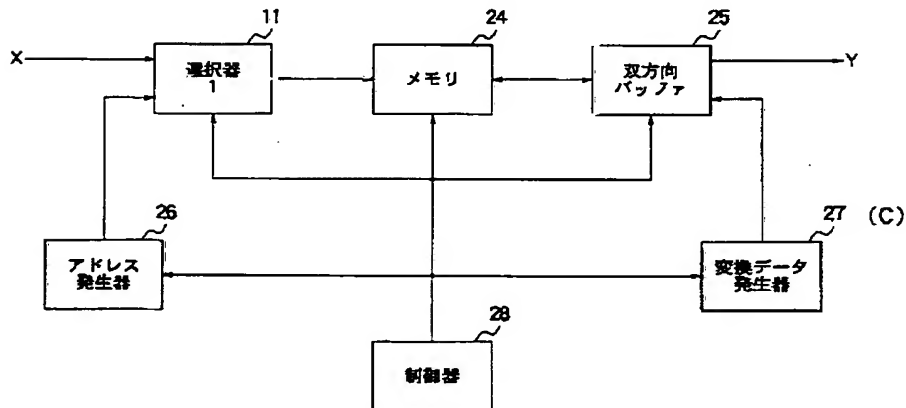 11
24
25
X
選択器
1
メモリ
双方向
バッファ
Y
26
27
(C)
アドレス
発生器
変換データ
発生器
28
制御器